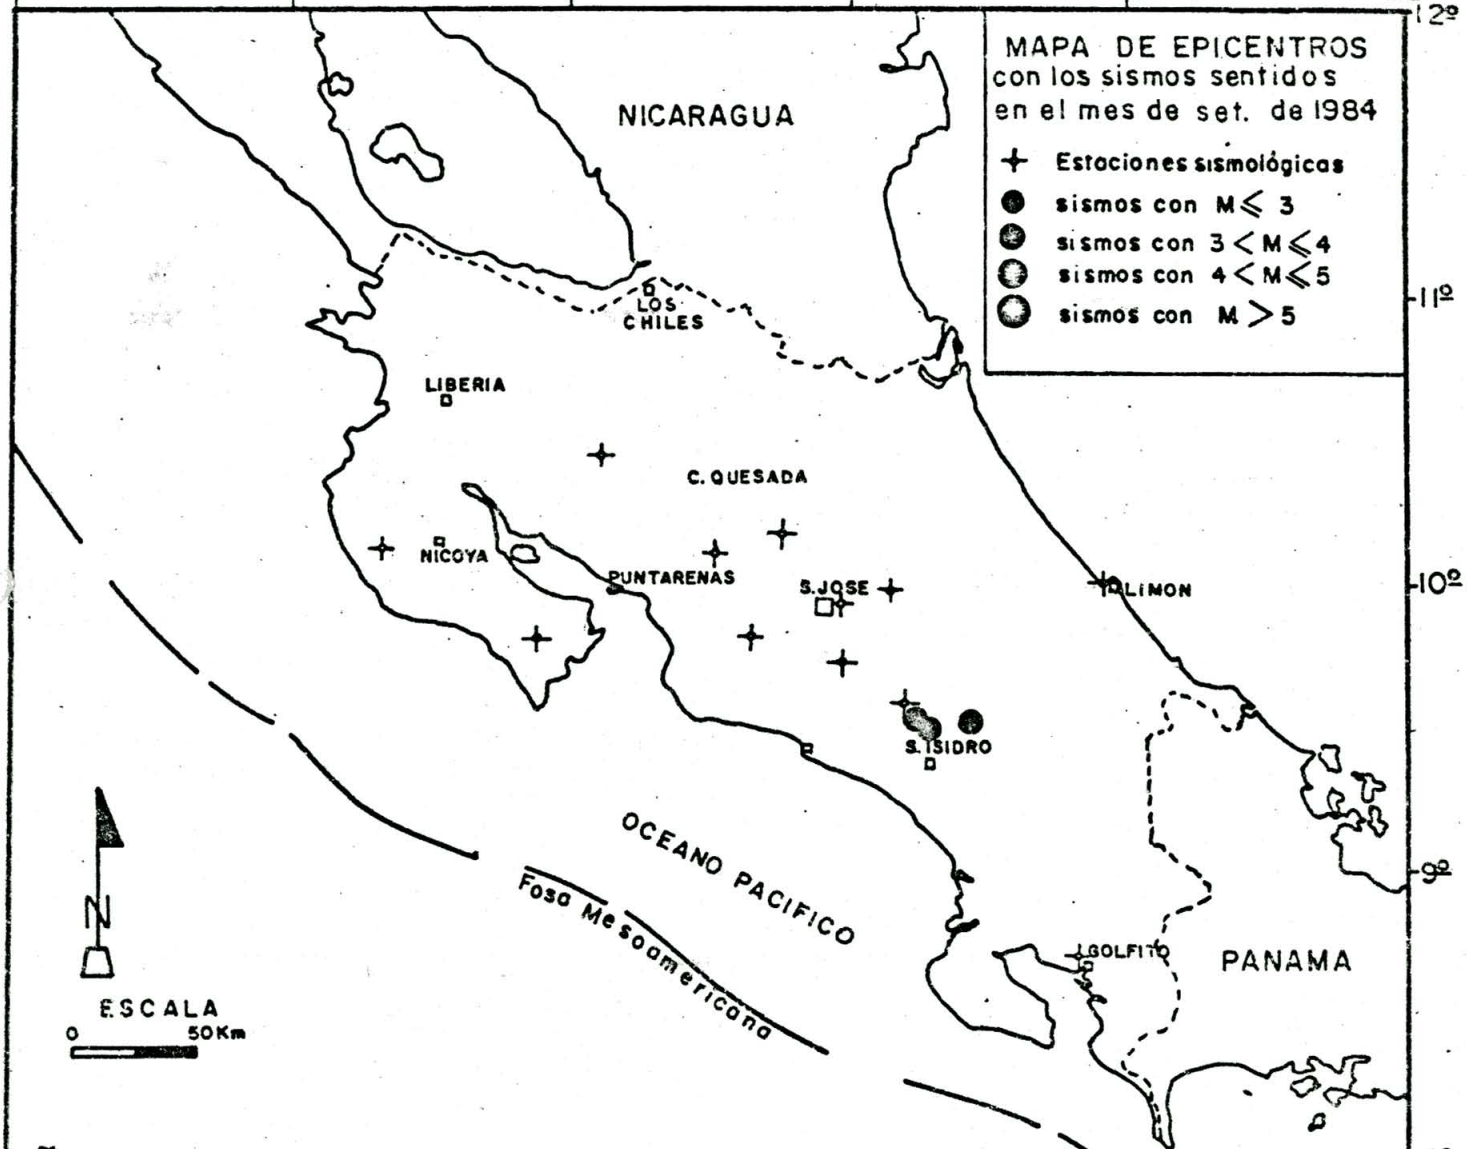 12º
MAPA DE EPICENTROS
con los sismos sentidos
en el mes de set. de 1984
Estaciones sismológicas
sismos con M ⩽ 3
sismos con 3 < M ⩽ 4
sismos con 4 < M ⩽ 5
sismos con M > 5
NICARAGUA
11º
LOS
CHILES
LIBERIA
C. QUESADA
NICOYA
PUNTARENAS
S. JOSE
10º
LIMON
S. ISIDRO
OCEANO PACIFICO
9º
Fosa Mesoamericana
N
GOLFITO
PANAMA
ESCALA
0 50 Km